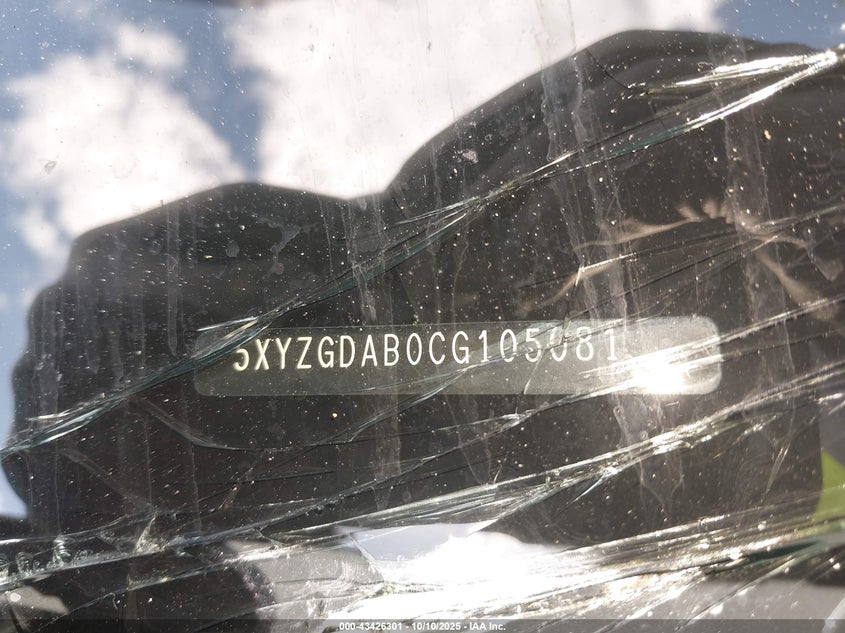 5XYZGDAB0CG105081
000-43426301 - 10/10/2025 - IAA Inc.